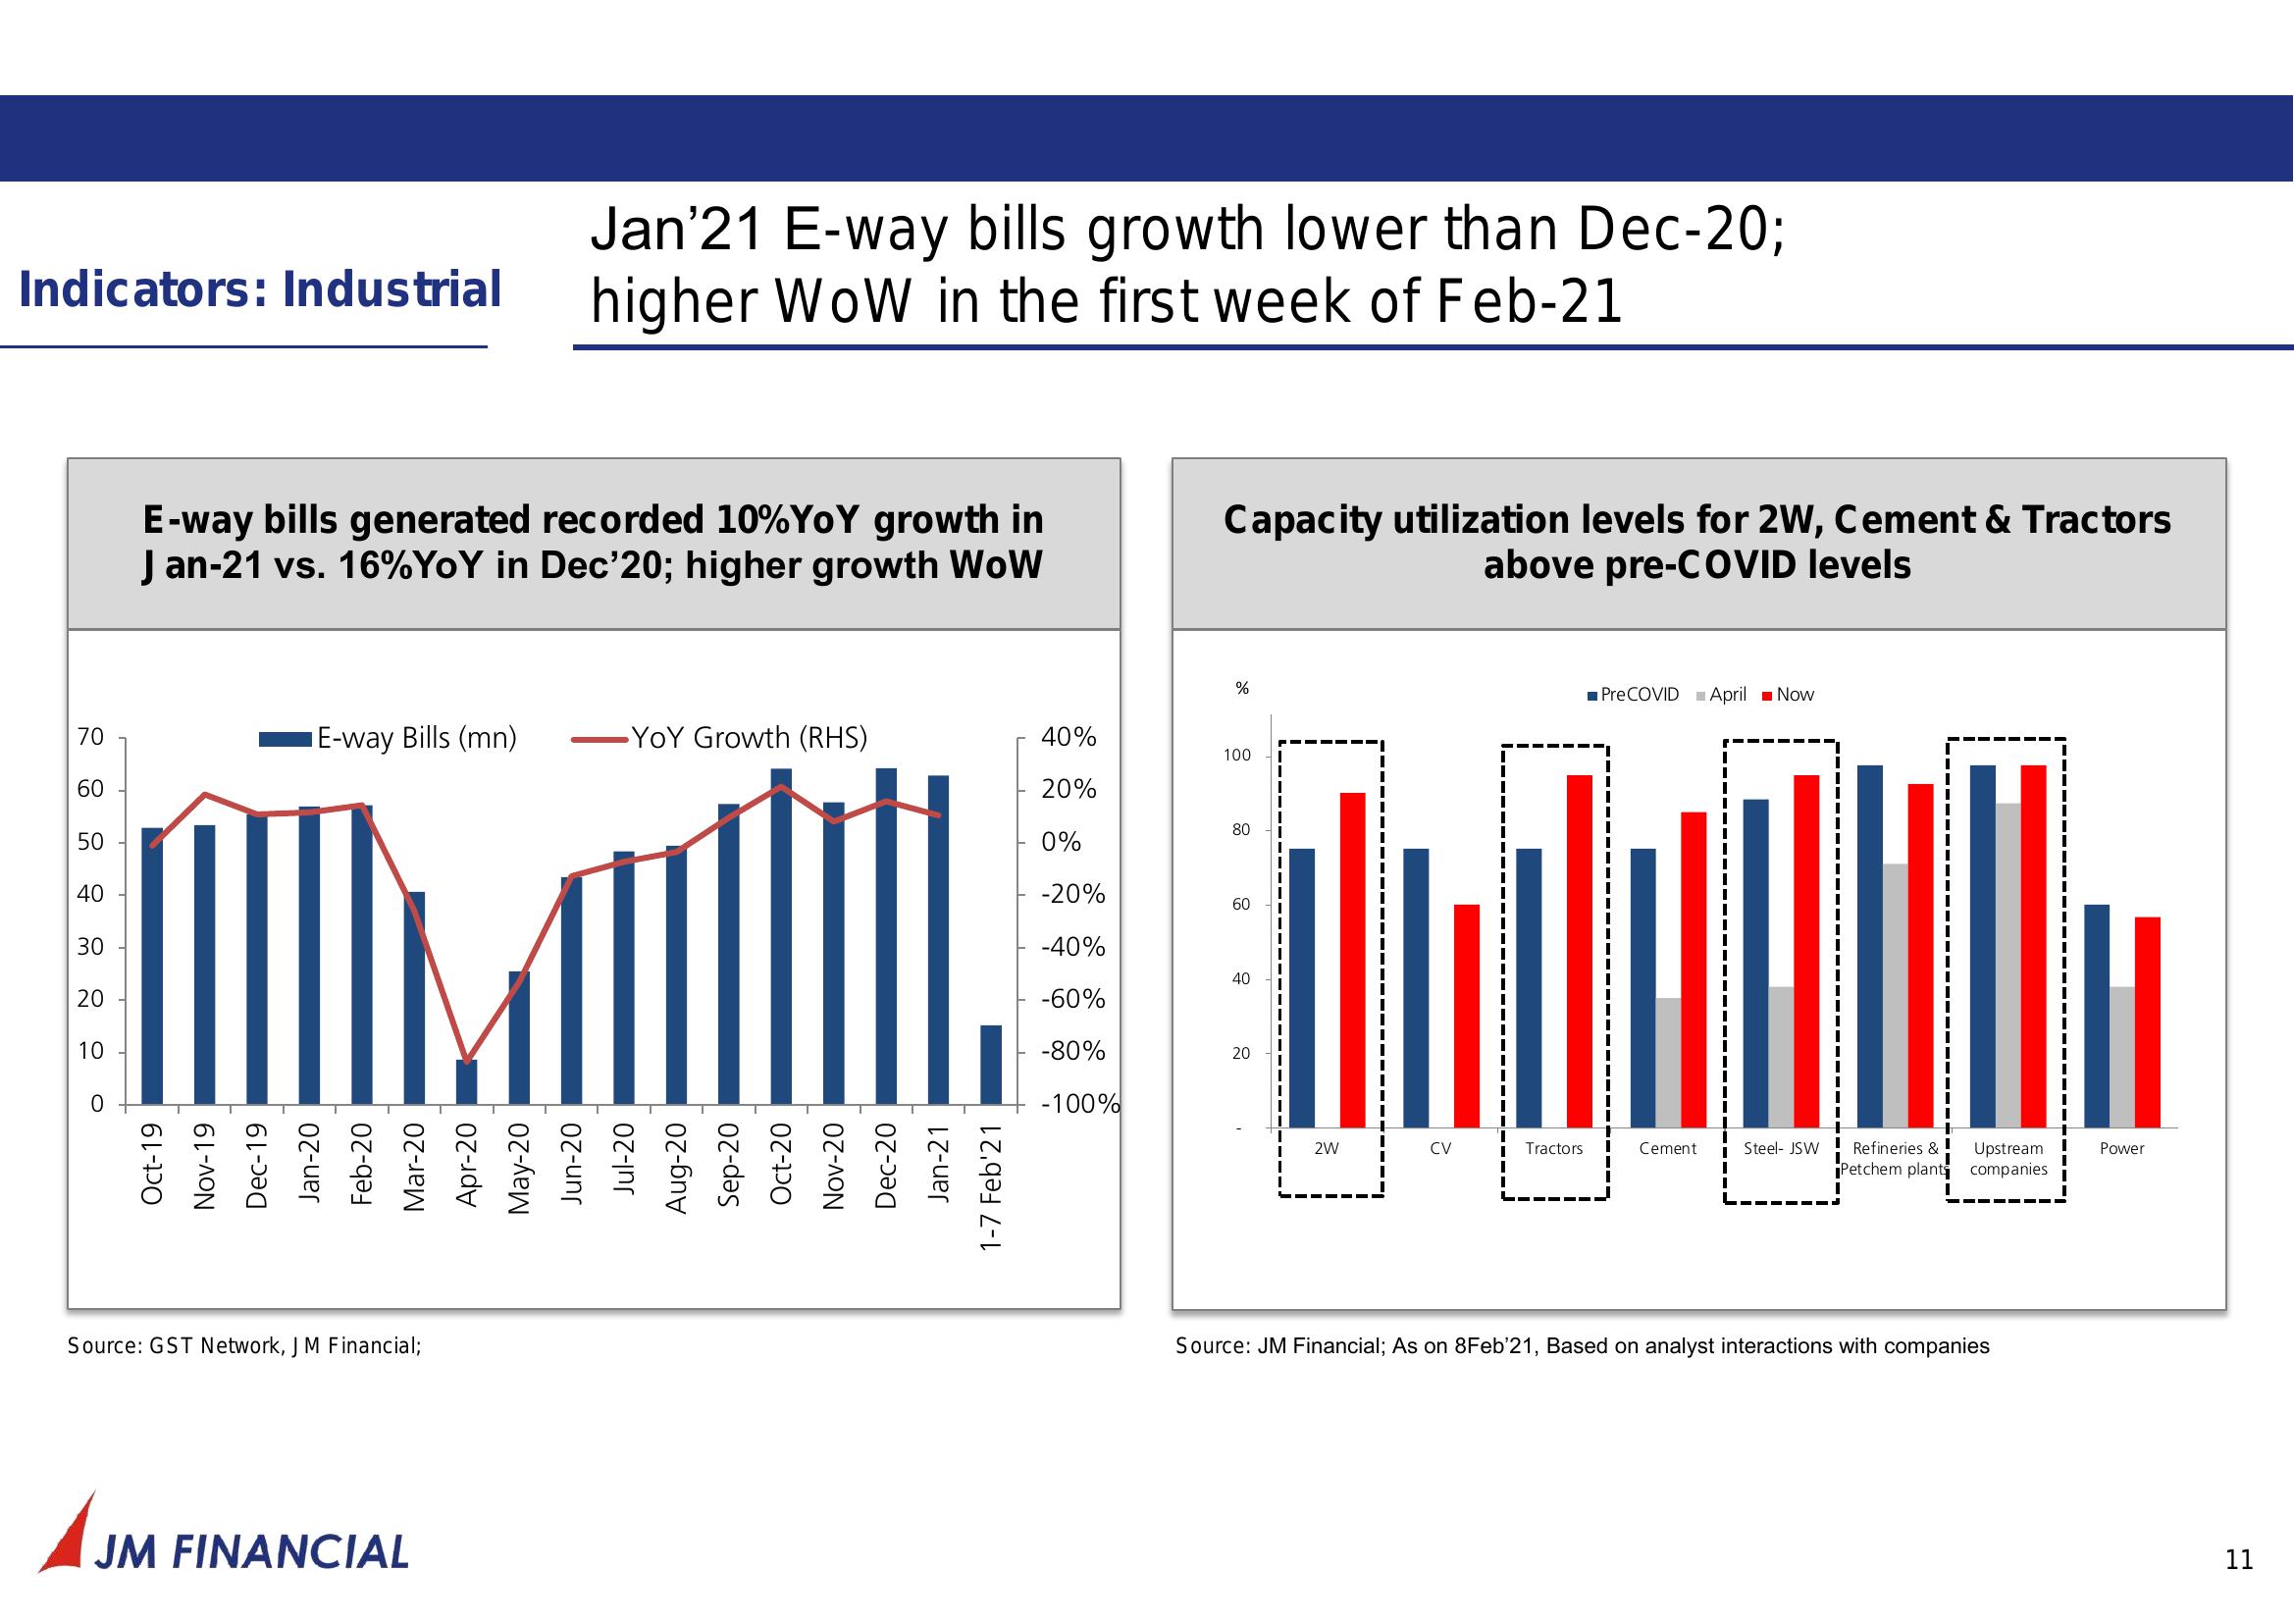 Indicators: Industrial
Jan’21 E-way bills growth lower than Dec-20;
higher WoW in the first week of Feb-21
E-way bills generated recorded 10%YoY growth in
Jan-21 vs. 16%YoY in Dec’20; higher growth WoW
E-way Bills (mn)
YoY Growth (RHS)
70
60
50
40
30
20
10
0
40%
20%
0%
-20%
-40%
-60%
-80%
-100%
Oct-19
Nov-19
Dec-19
Jan-20
Feb-20
Mar-20
Apr-20
May-20
Jun-20
Jul-20
Aug-20
Sep-20
Oct-20
Nov-20
Dec-20
Jan-21
1-7 Feb'21
Source: GST Network, JM Financial;
Capacity utilization levels for 2W, Cement & Tractors
above pre-COVID levels
%
PreCOVID
April
Now
100
80
60
40
20
-
2W
CV
Tractors
Cement
Steel- JSW
Refineries &
Petchem plants
Upstream
companies
Power
Source: JM Financial; As on 8Feb’21, Based on analyst interactions with companies
JM FINANCIAL
11